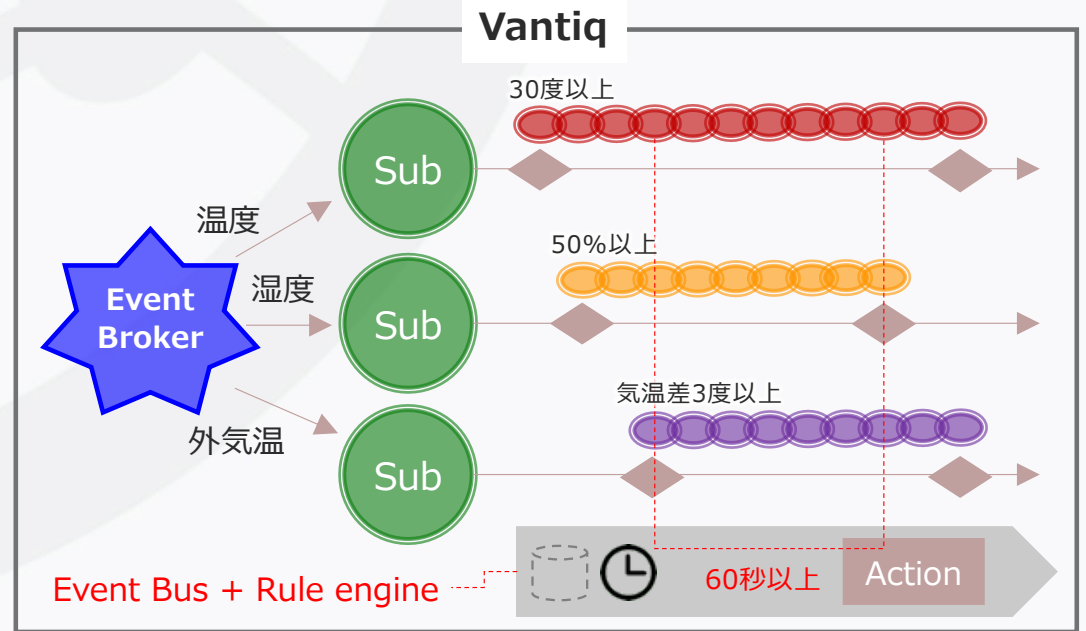 Vantiq
30度以上
Sub
温度
50%以上
Event
Broker
湿度
Sub
気温差3度以上
外気温
Sub
Event Bus + Rule engine
60秒以上
Action